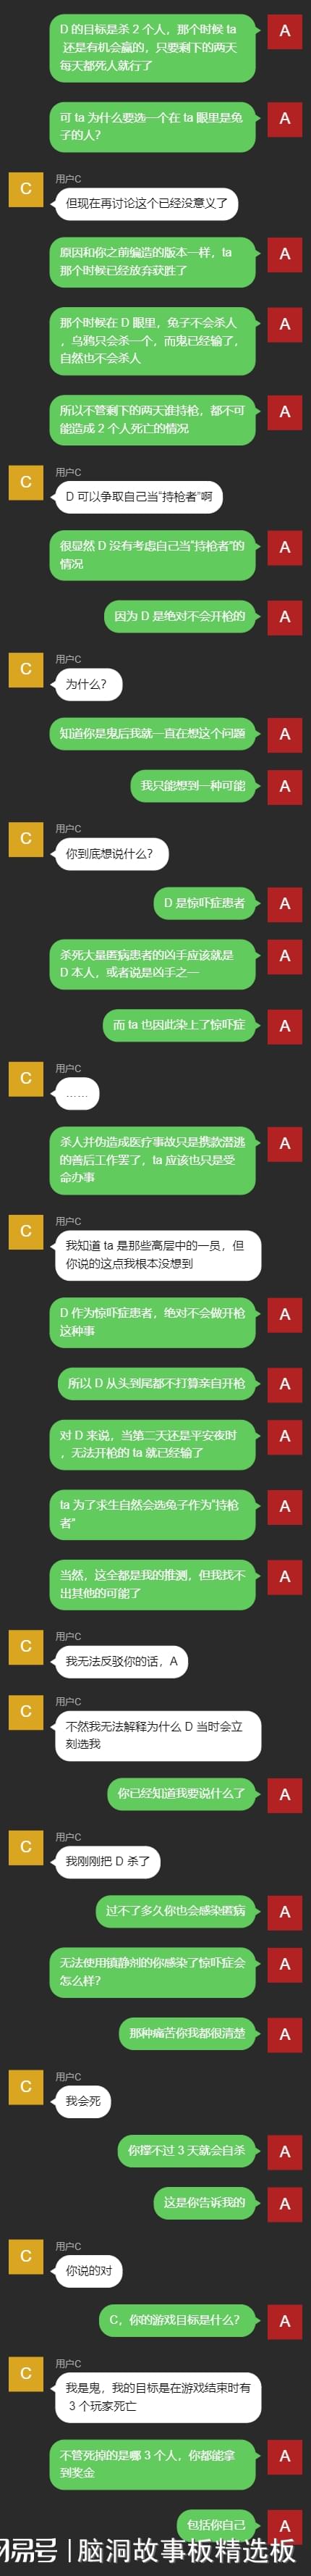 D 的目标是杀 2 个人，那个时候 ta
还是有机会赢的，只要剩下的两天
每天都死人就行了
A
可 ta 为什么要选一个在 ta 眼里是兔
子的人？
A
用户C
C
但现在再讨论这个已经没意义了
原因和你之前编造的版本一样，ta
那个时候已经放弃获胜了
A
那个时候在 D 眼里，兔子不会杀人
，乌鸦只会杀一个，而鬼已经输了，
自然也不会杀人
A
所以不管剩下的两天谁持枪，都不可
能造成 2 个人死亡的情况
A
用户C
C
D 可以争取自己当“持枪者”啊
很显然 D 没有考虑自己当“持枪者”的
情况
A
因为 D 是绝对不会开枪的
A
用户C
C
为什么？
知道你是鬼后我就一直在想这个问题
A
我只能想到一种可能
A
用户C
C
你到底想说什么？
D 是惊吓症患者
A
杀死大量匿病患者的凶手应该就是
D 本人，或者说是凶手之一
A
而 ta 也因此染上了惊吓症
A
用户C
C
……
杀人并伪造成医疗事故只是携款潜逃
的善后工作罢了，ta 应该也只是受
命办事
A
用户C
C
我知道 ta 是那些高层中的一员，但
你说的这点我根本没想到
D 作为惊吓症患者，绝对不会做开枪
这种事
A
所以 D 从头到尾都不打算亲自开枪
A
对 D 来说，当第二天还是平安夜时
，无法开枪的 ta 就已经输了
A
ta 为了求生自然会选兔子作为“持枪
者”
A
当然，这全都是我的推测，但我找不
出其他的可能了
A
用户C
C
我无法反驳你的话，A
用户C
C
不然我无法解释为什么 D 当时会立
刻选我
你已经知道我要说什么了
A
用户C
C
我刚刚把 D 杀了
过不了多久你也会感染匿病
A
无法使用镇静剂的你感染了惊吓症会
怎么样？
A
那种痛苦你我都很清楚
A
用户C
C
我会死
你撑不过 3 天就会自杀
A
这是你告诉我的
A
用户C
C
你说的对
C，你的游戏目标是什么？
A
用户C
C
我是鬼，我的目标是在游戏结束时有
3 个玩家死亡
不管死掉的是哪 3 个人，你都能拿
到奖金
A
包括你自己
A
易号 | 脑洞故事板精选板